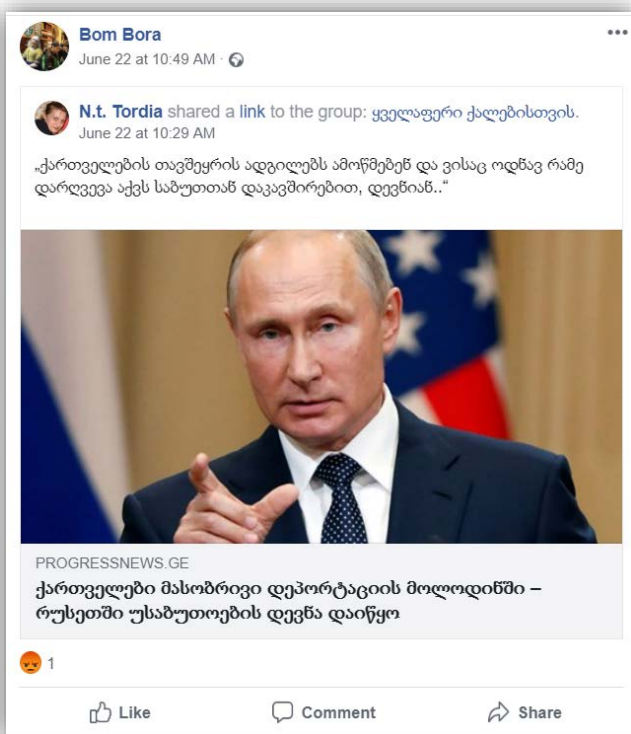 Bom Bora
June 22 at 10:49 AM ·
N.t. Tordia shared a link to the group: ყველაფერი ქალებისთვის.
June 22 at 10:29 AM
„ქართველების თავშეყრის ადგილებს ამოწმებენ და ვისაც ოდნავ რამე
დარღვევა აქვს საბუთთან დაკავშირებით, დევნიან..“
PROGRESSNEWS.GE
ქართველები მასობრივი დეპორტაციის მოლოდინში –
რუსეთში უსაბუთოების დევნა დაიწყო
1
Like Comment Share